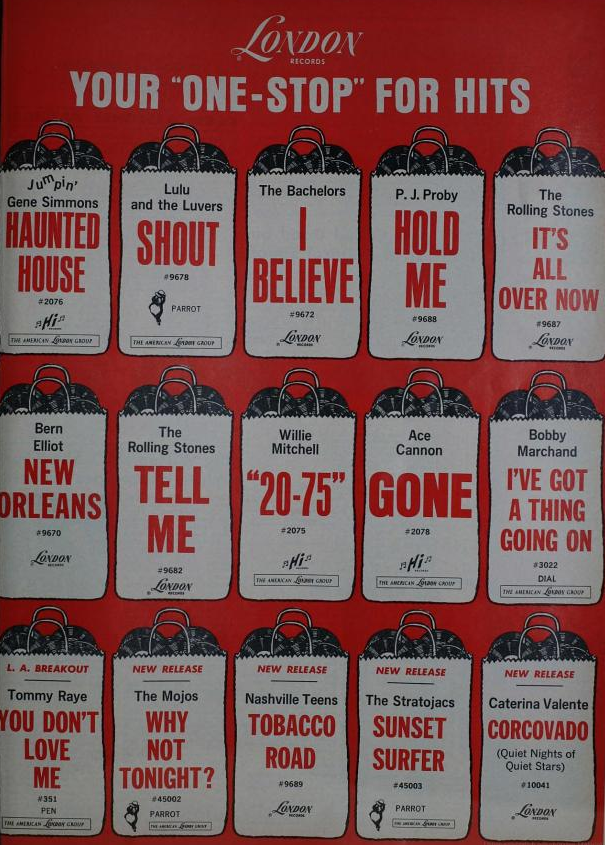 LONDON
RECORDS
YOUR "ONE-STOP" FOR HITS
Jumpin'
Gene Simmons
HAUNTED
HOUSE
#2076
Hi
THE AMERICAN LONDON GROUP
Lulu
and the Luvers
SHOUT
#9678
PARROT
THE AMERICAN LONDON GROUP
The Bachelors
I
BELIEVE
#9672
LONDON
RECORDS
P. J. Proby
HOLD
ME
#9688
LONDON
RECORDS
The
Rolling Stones
IT'S
ALL
OVER NOW
#9687
LONDON
RECORDS
Bern
Elliot
NEW
ORLEANS
#9670
LONDON
RECORDS
The
Rolling Stones
TELL
ME
#9682
LONDON
RECORDS
Willie
Mitchell
"20-75"
#2075
Hi
THE AMERICAN LONDON GROUP
Ace
Cannon
GONE
#2078
Hi
THE AMERICAN LONDON GROUP
Bobby
Marchand
I'VE GOT
A THING
GOING ON
#3022
DIAL
THE AMERICAN LONDON GROUP
L. A. BREAKOUT
Tommy Raye
YOU DON'T
LOVE
ME
#351
PEN
THE AMERICAN LONDON GROUP
NEW RELEASE
The Mojos
WHY
NOT
TONIGHT?
#45002
PARROT
THE AMERICAN LONDON GROUP
NEW RELEASE
Nashville Teens
TOBACCO
ROAD
#9689
LONDON
RECORDS
NEW RELEASE
The Stratojacs
SUNSET
SURFER
#45003
PARROT
THE AMERICAN LONDON GROUP
NEW RELEASE
Caterina Valente
CORCOVADO
(Quiet Nights of
Quiet Stars)
#10041
LONDON
RECORDS